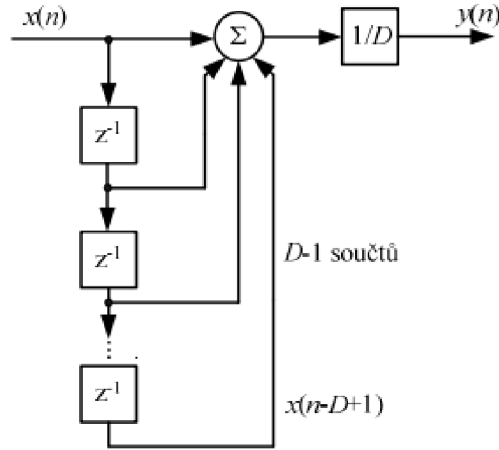 x(n)
Σ
1/D
y(n)
z⁻¹
z⁻¹
D-1 součtů
z⁻¹
x(n-D+1)